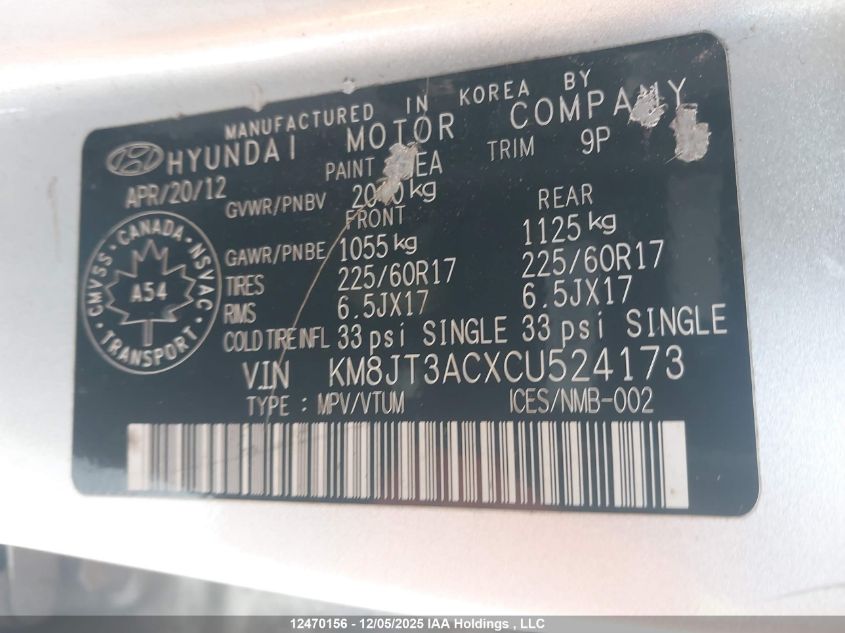 MANUFACTURED IN KOREA BY
HYUNDAI MOTOR COMPANY
APR/20/12 PAINT EA TRIM 9P
GVWR/PNBV kg
FRONT REAR
GAWR/PNBE 1055 kg 1125 kg
TIRES 225/60R17 225/60R17
RIMS 6.5JX17 6.5JX17
COLD TIRE INFL 33 psi SINGLE 33 psi SINGLE
V.I.N KM8JT3ACXCU524173
TYPE : MPV/VTUM ICES/NMB-002
CMVSS · CANADA · NSVAC · TRANSPORT ·
A54
12470156 - 12/05/2025 IAA Holdings , LLC